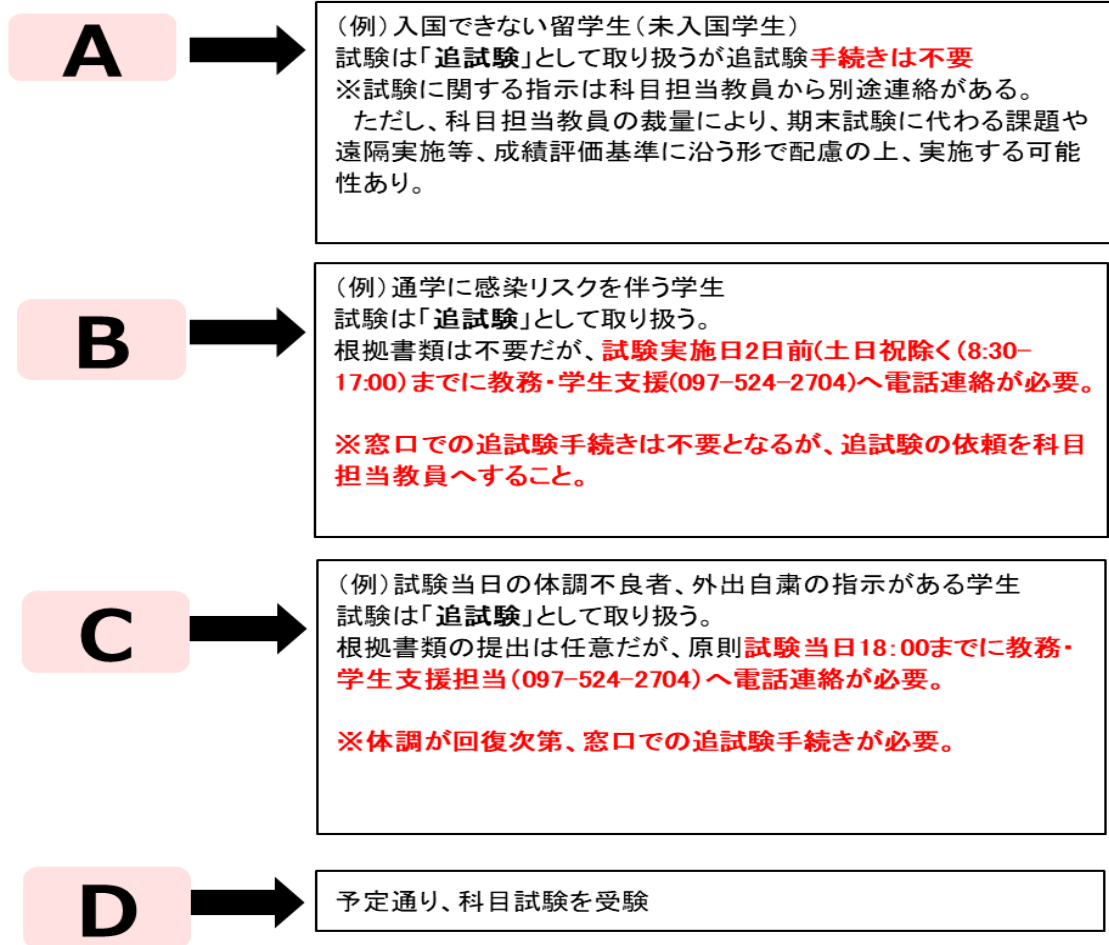 A
(例)入国できない留学生(未入国学生)
試験は「追試験」として取り扱うが追試験手続きは不要
※試験に関する指示は科目担当教員から別途連絡がある。
ただし、科目担当教員の裁量により、期末試験に代わる課題や
遠隔実施等、成績評価基準に沿う形で配慮の上、実施する可能
性あり。
B
(例)通学に感染リスクを伴う学生
試験は「追試験」として取り扱う。
根拠書類は不要だが、試験実施日2日前(土日祝除く(8:30-
17:00)までに教務・学生支援(097-524-2704)へ電話連絡が必要。
※窓口での追試験手続きは不要となるが、追試験の依頼を科目
担当教員へすること。
C
(例)試験当日の体調不良者、外出自粛の指示がある学生
試験は「追試験」として取り扱う。
根拠書類の提出は任意だが、原則試験当日18:00までに教務・
学生支援担当(097-524-2704)へ電話連絡が必要。
※体調が回復次第、窓口での追試験手続きが必要。
D
予定通り、科目試験を受験